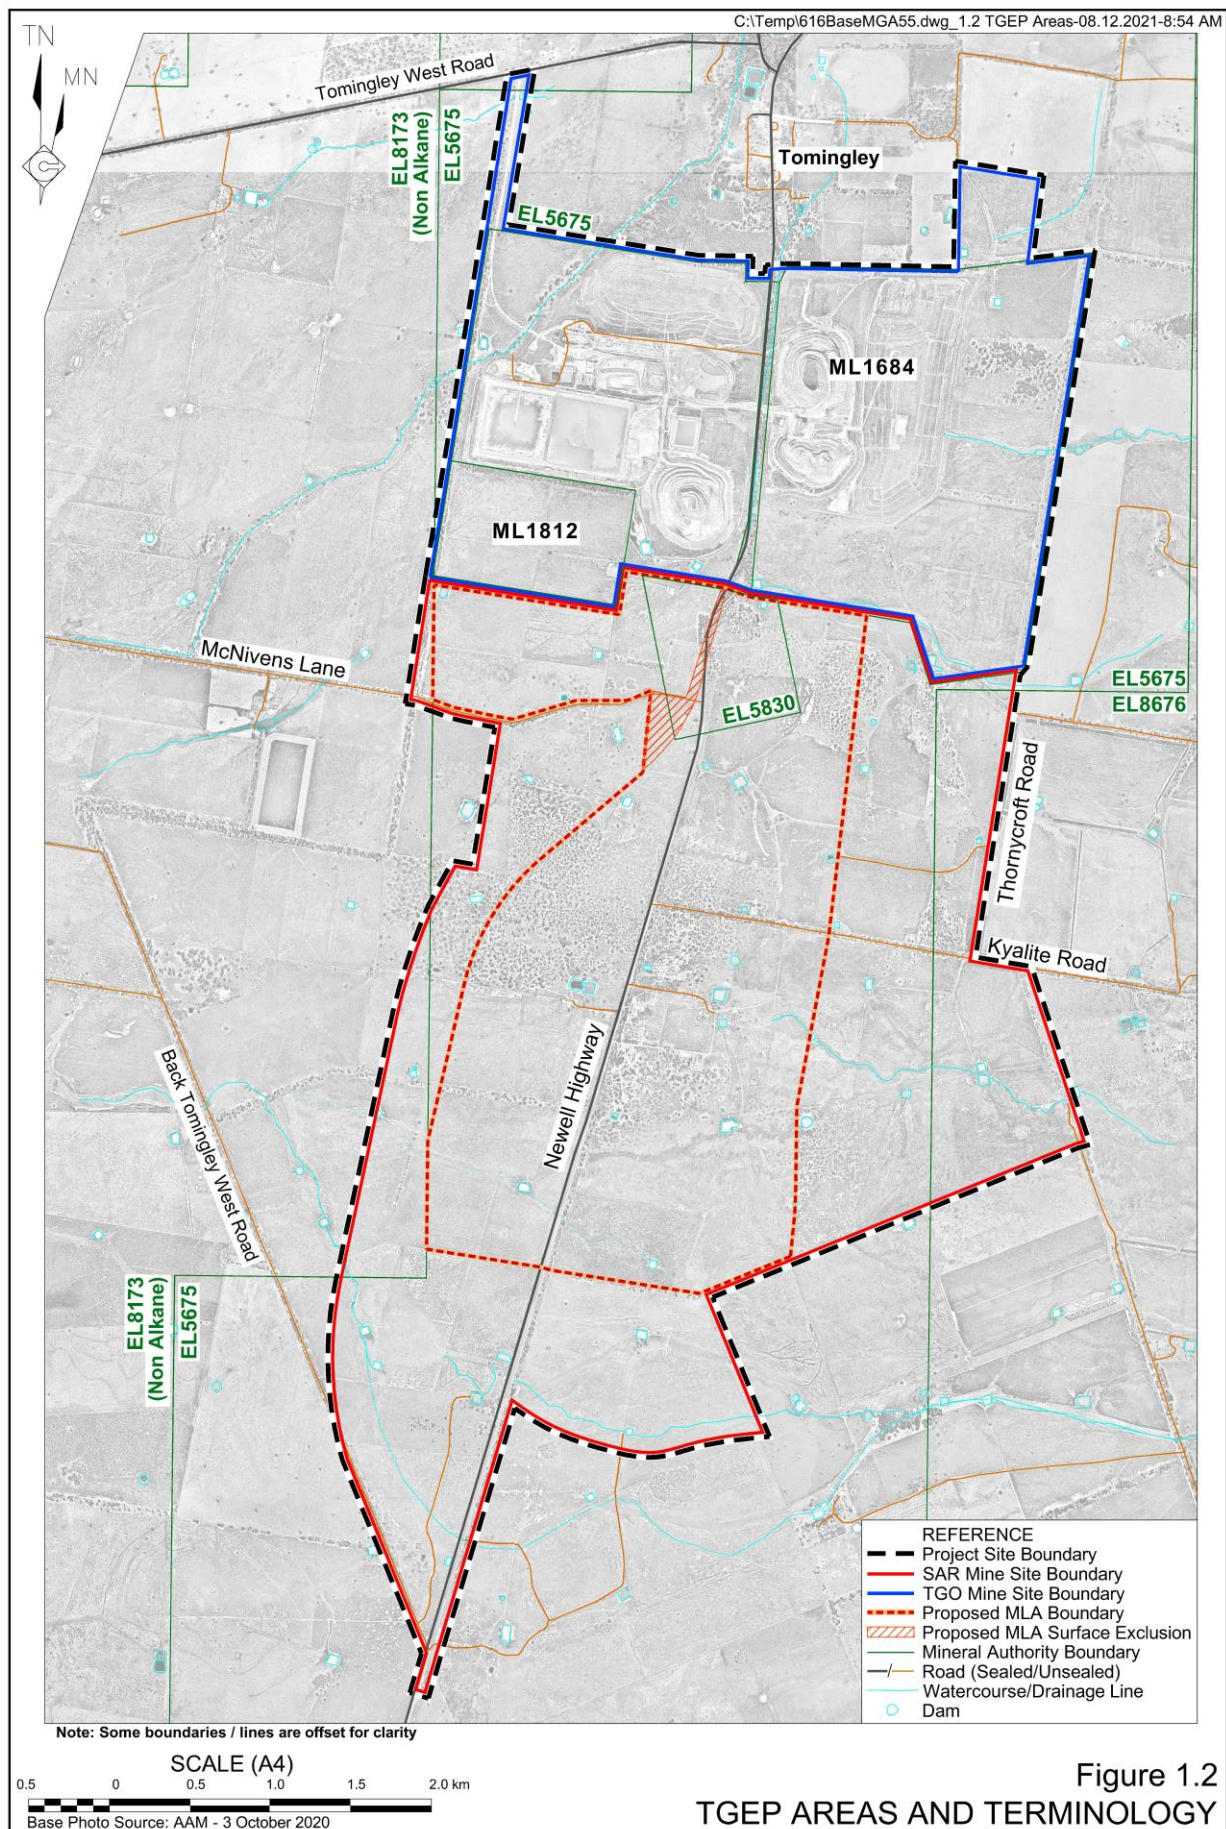 C:\Temp\616BaseMGA55.dwg_1.2 TGEP Areas-08.12.2021-8:54 AM
TN
MN
Tomingley West Road
EL8173
(Non Alkane)
EL5675
Tomingley
EL5675
ML1684
ML1812
McNivens Lane
EL5830
EL5675
EL8676
Thornycroft Road
Kyalite Road
Newell Highway
Back Tomingley West Road
EL8173
(Non Alkane)
EL5675
REFERENCE
Project Site Boundary
SAR Mine Site Boundary
TGO Mine Site Boundary
Proposed MLA Boundary
Proposed MLA Surface Exclusion
Mineral Authority Boundary
Road (Sealed/Unsealed)
Watercourse/Drainage Line
Dam
Note: Some boundaries / lines are offset for clarity
SCALE (A4)
0.5 0 0.5 1.0 1.5 2.0 km
Base Photo Source: AAM - 3 October 2020
Figure 1.2
TGEP AREAS AND TERMINOLOGY